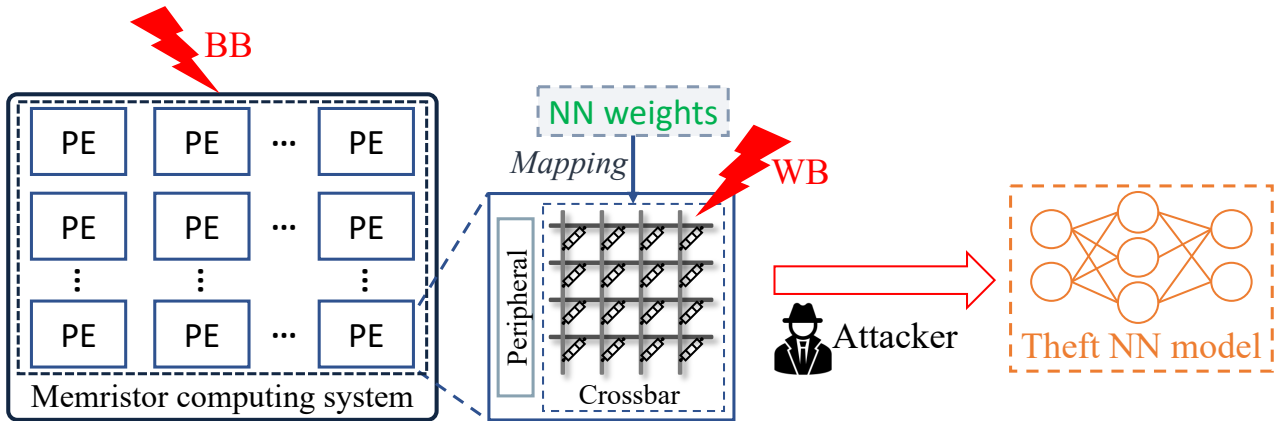 BB
PE PE ... PE
PE PE ... PE
PE PE ... PE
Memristor computing system
NN weights
Mapping
WB
Peripheral
Crossbar
Attacker
Theft NN model